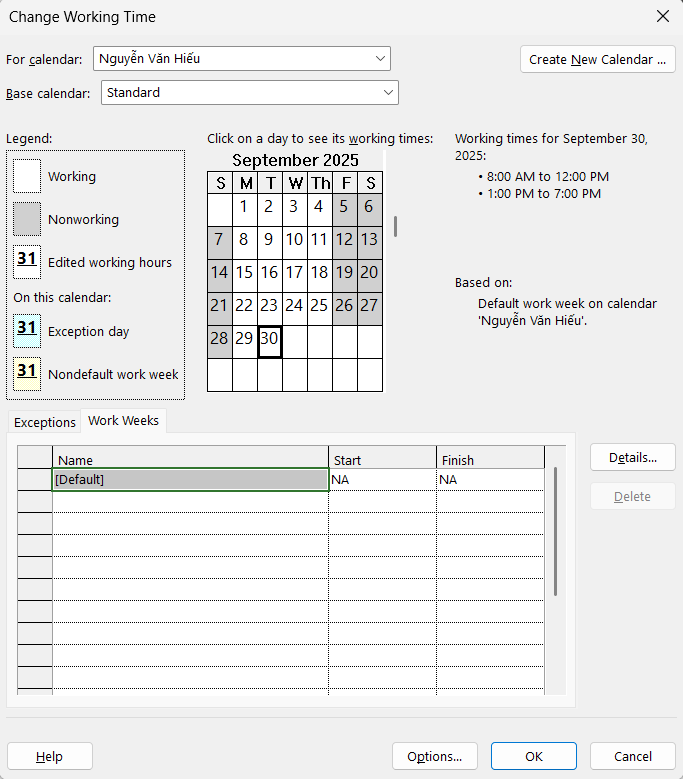 Change Working Time
For calendar: Nguyễn Văn Hiếu
Create New Calendar ...
Base calendar: Standard
Legend:
Working
Nonworking
31 Edited working hours
On this calendar:
31 Exception day
31 Nondefault work week
Click on a day to see its working times:
September 2025
S M T W Th F S
1 2 3 4 5 6
7 8 9 10 11 12 13
14 15 16 17 18 19 20
21 22 23 24 25 26 27
28 29 30
Working times for September 30,
2025:
• 8:00 AM to 12:00 PM
• 1:00 PM to 7:00 PM
Based on:
Default work week on calendar
'Nguyễn Văn Hiếu'.
Exceptions Work Weeks
Name Start Finish
[Default] NA NA
Details...
Delete
Help
Options...
OK
Cancel